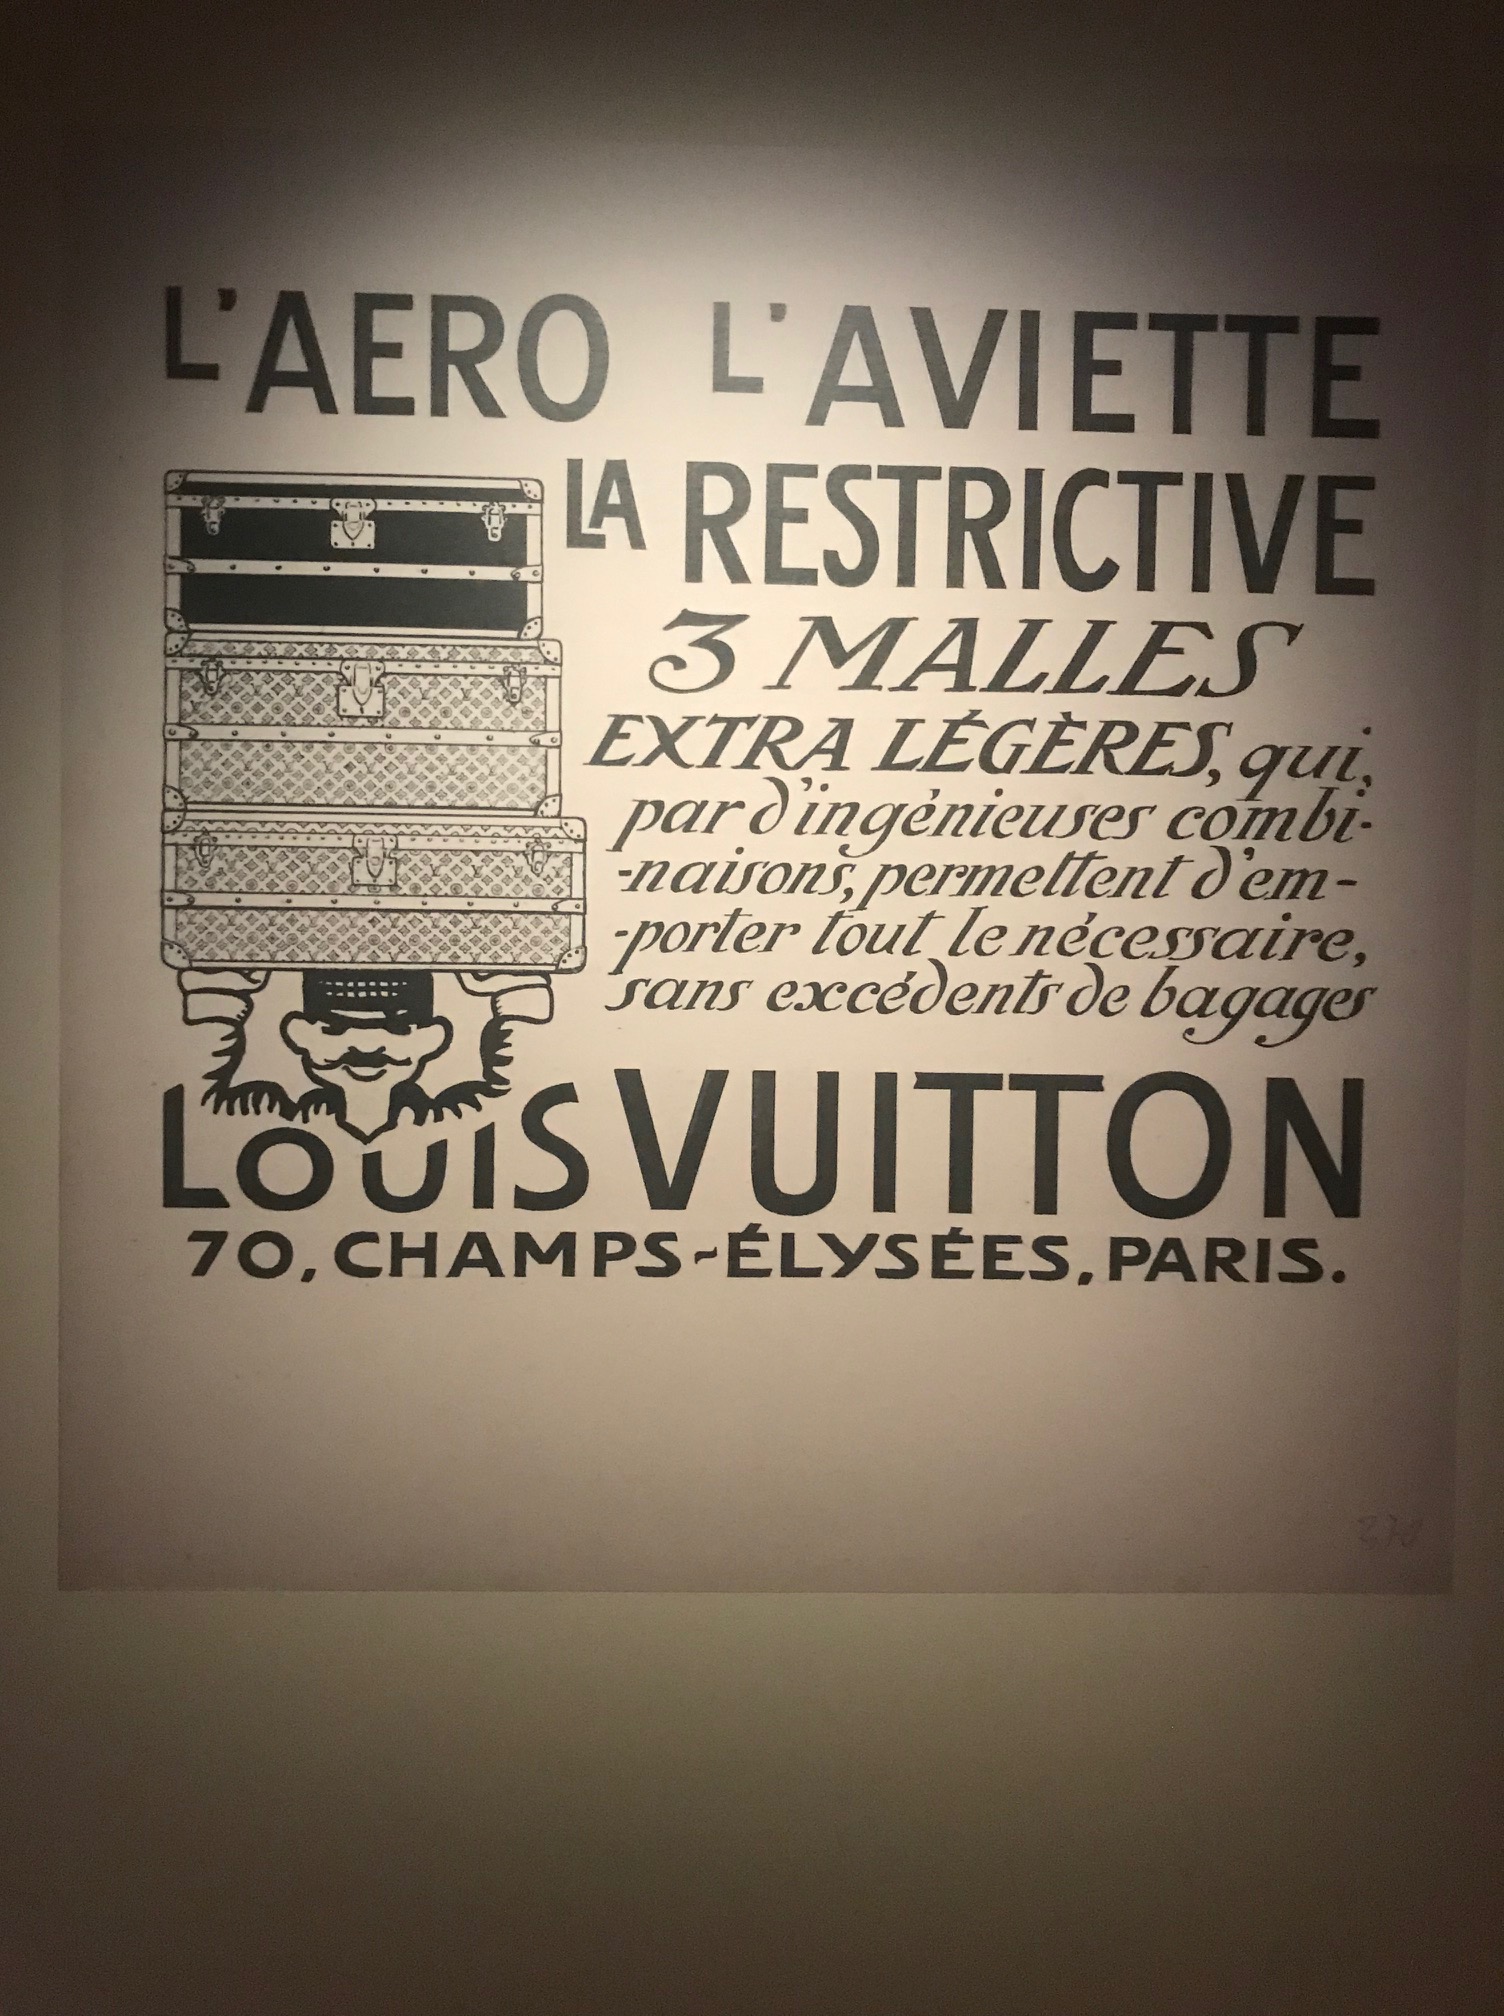 L'AERO L'AVIETTE
LA RESTRICTIVE
3 MALLES
EXTRA LÉGÈRES, qui,
par d'ingénieuses combi-
-naisons, permettent d'em-
-porter tout le nécessaire,
sans excédents de bagages
LOUIS VUITTON
70, CHAMPS-ÉLYSÉES, PARIS.